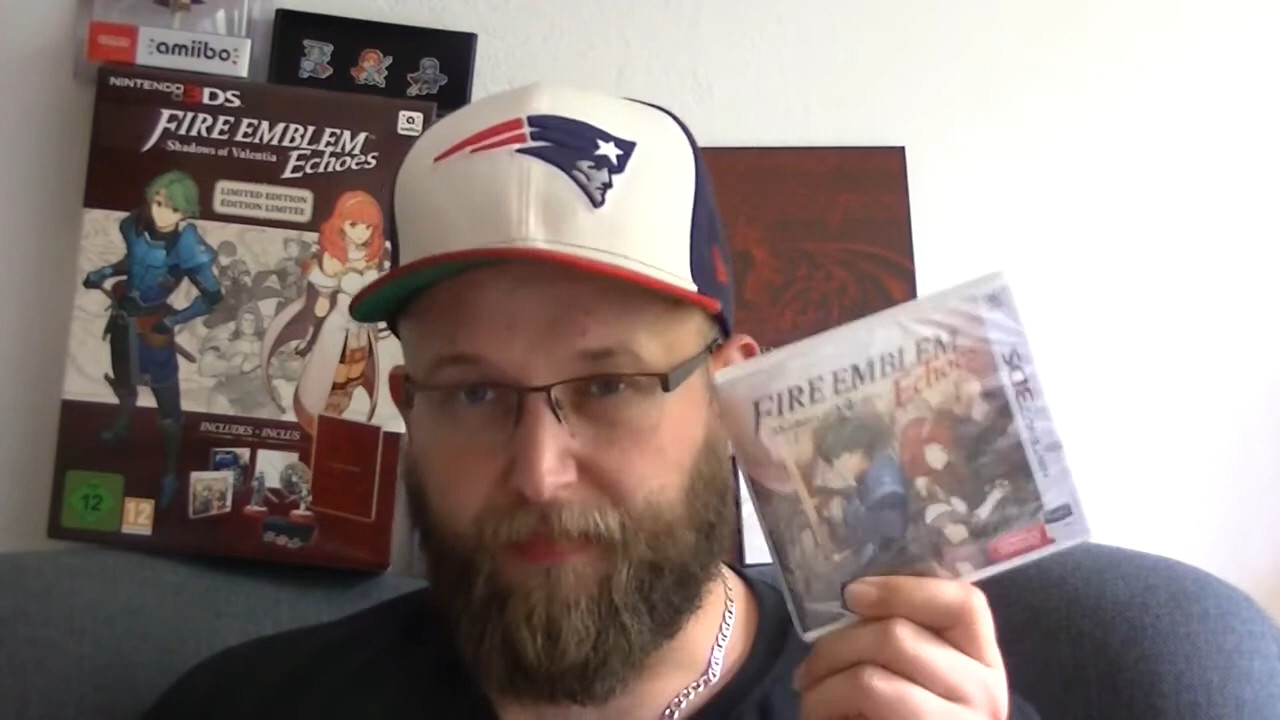 amiibo
NINTENDO 3DS
FIRE EMBLEM
Shadows of Valentia
Echoes
amiibo
LIMITED EDITION
ÉDITION LIMITÉE
INCLUDES • INCLUS
12
12
FIRE EMBLEM
Echoes
3DS